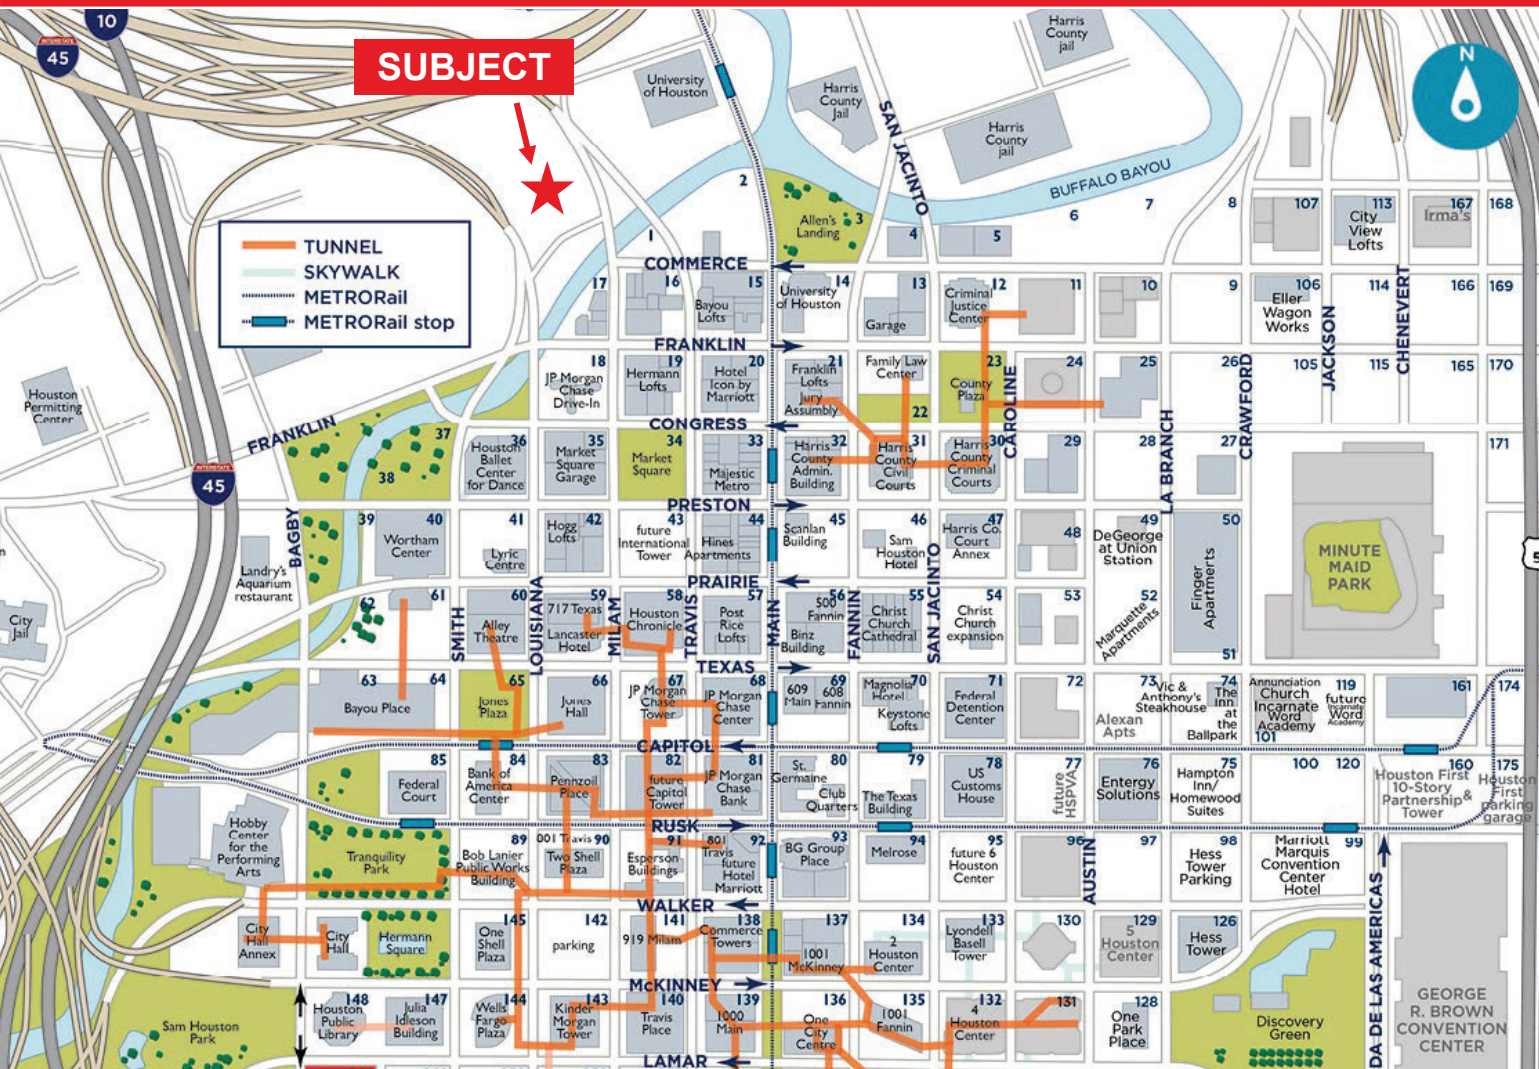 10
INTERSTATE
45
SUBJECT
University
of Houston
Harris
County
Jail
Harris
County
jail
Harris
County
jail
N
SAN JACINTO
BUFFALO BAYOU
TUNNEL
SKYWALK
METRORail
METRORail stop
1
2
Allen's
Landing
3
4
5
6
7
8
107
113
City
View
Lofts
167
Irma's
168
COMMERCE
17
16
15
Bayou
Lofts
14
University
of Houston
13
Garage
12
Criminal
Justice
Center
11
10
9
106
Eller
Wagon
Works
114
166
169
JACKSON
CHENEVERT
FRANKLIN
18
JP Morgan
Chase
Drive-In
19
Hermann
Lofts
20
Hotel
Icon by
Marriott
21
Franklin
Lofts
Jury
Assembly
Family Law
Center
22
23
County
Plaza
CAROLINE
24
25
26
CRAWFORD
105
115
165
170
Houston
Permitting
Center
FRANKLIN
CONGRESS
37
38
36
Houston
Ballet
Center
for Dance
35
Market
Square
Garage
34
Market
Square
33
Majestic
Metro
32
Harris
County
Admin.
Building
31
Harris
County
Civil
Courts
30
Harris
County
Criminal
Courts
29
28
27
LA BRANCH
171
INTERSTATE
45
PRESTON
BAGBY
39
40
Wortham
Center
41
Lyric
Centre
42
Hogg
Lofts
43
future
International
Tower
44
Hines
Apartments
45
Scanlan
Building
46
Sam
Houston
Hotel
47
Harris Co.
Court
Annex
48
49
DeGeorge
at Union
Station
50
Finger
Apartments
51
MINUTE
MAID
PARK
5
Landry's
Aquarium
restaurant
City
Jail
PRAIRIE
62
61
SMITH
60
Alley
Theatre
LOUISIANA
59
717 Texas
Lancaster
Hotel
MILAM
58
Houston
Chronicle
TRAVIS
57
Post
Rice
Lofts
MAIN
56
500
Fannin
Binz
Building
FANNIN
55
Christ
Church
Cathedral
SAN JACINTO
54
Christ
Church
expansion
53
52
Marquette
Apartments
TEXAS
63
64
Bayou Place
65
Jones
Plaza
66
Jones
Hall
67
JP Morgan
Chase
Tower
68
JP Morgan
Chase
Center
69
609
Main
608
Fannin
70
Magnolia
Hotel
Keystone
Lofts
71
Federal
Detention
Center
72
73
Alexan
Apts
Vic &
Anthony's
Steakhouse
74
The
Inn
at
the
Ballpark
Annunciation
Church
Incarnate
Word
Academy
101
119
future
Incarnate
Word
Academy
161
174
CAPITOL
85
Federal
Court
84
Bank of
America
Center
83
Pennzoil
Place
82
future
Capitol
Tower
81
JP Morgan
Chase
Bank
80
St.
Germaine
Club
Quarters
79
The Texas
Building
78
US
Customs
House
77
future
HSPVA
76
Entergy
Solutions
75
Hampton
Inn/
Homewood
Suites
100
120
160
Houston First
10-Story
Partnership &
Tower
175
Houston
First
parking
garage
RUSK
Hobby
Center
for the
Performing
Arts
Tranquility
Park
89
Bob Lanier
Public Works
Building
001 Travis
90
Two Shell
Plaza
91
Esperson
Buildings
801
Travis
92
future
Hotel
Marriott
93
BG Group
Place
94
Melrose
95
future 6
Houston
Center
96
AUSTIN
97
98
Hess
Tower
Parking
99
Marriott
Marquis
Convention
Center
Hotel
WALKER
City
Hall
Annex
City
Hall
Hermann
Square
145
One
Shell
Plaza
142
parking
141
919 Milam
138
Commerce
Towers
137
1001
McKinney
134
2
Houston
Center
133
Lyondell
Basell
Tower
130
129
5
Houston
Center
126
Hess
Tower
DA DE LAS AMERICAS
McKINNEY
Sam Houston
Park
148
Houston
Public
Library
147
Julia
Idleson
Building
144
Wells
Fargo
Plaza
143
Kinder
Morgan
Tower
140
Travis
Place
139
1000
Main
136
One
City
Centre
135
1001
Fannin
132
4
Houston
Center
131
128
One
Park
Place
Discovery
Green
GEORGE
R. BROWN
CONVENTION
CENTER
LAMAR